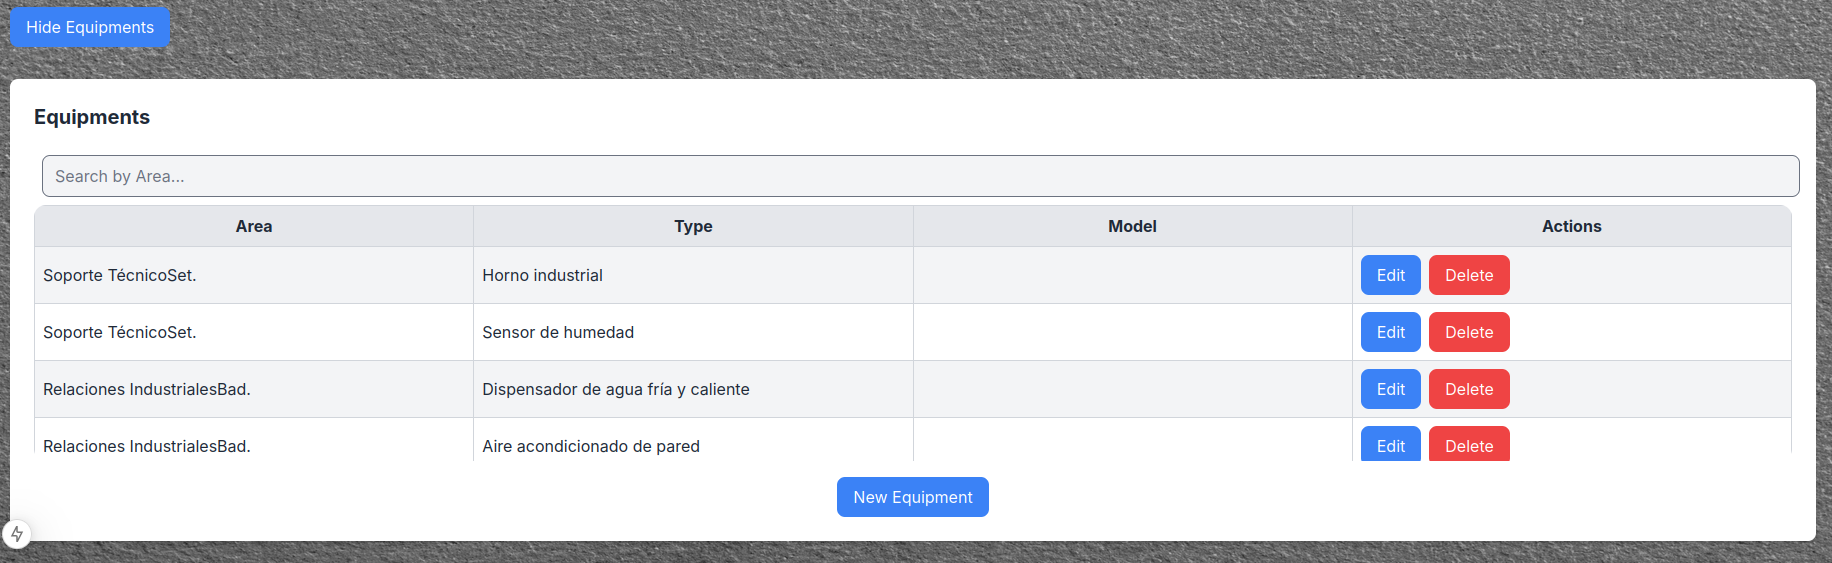 Hide Equipments
Equipments
Search by Area...
Area Type Model Actions
Soporte TécnicoSet. Horno industrial Edit Delete
Soporte TécnicoSet. Sensor de humedad Edit Delete
Relaciones IndustrialesBad. Dispensador de agua fría y caliente Edit Delete
Relaciones IndustrialesBad. Aire acondicionado de pared Edit Delete
New Equipment